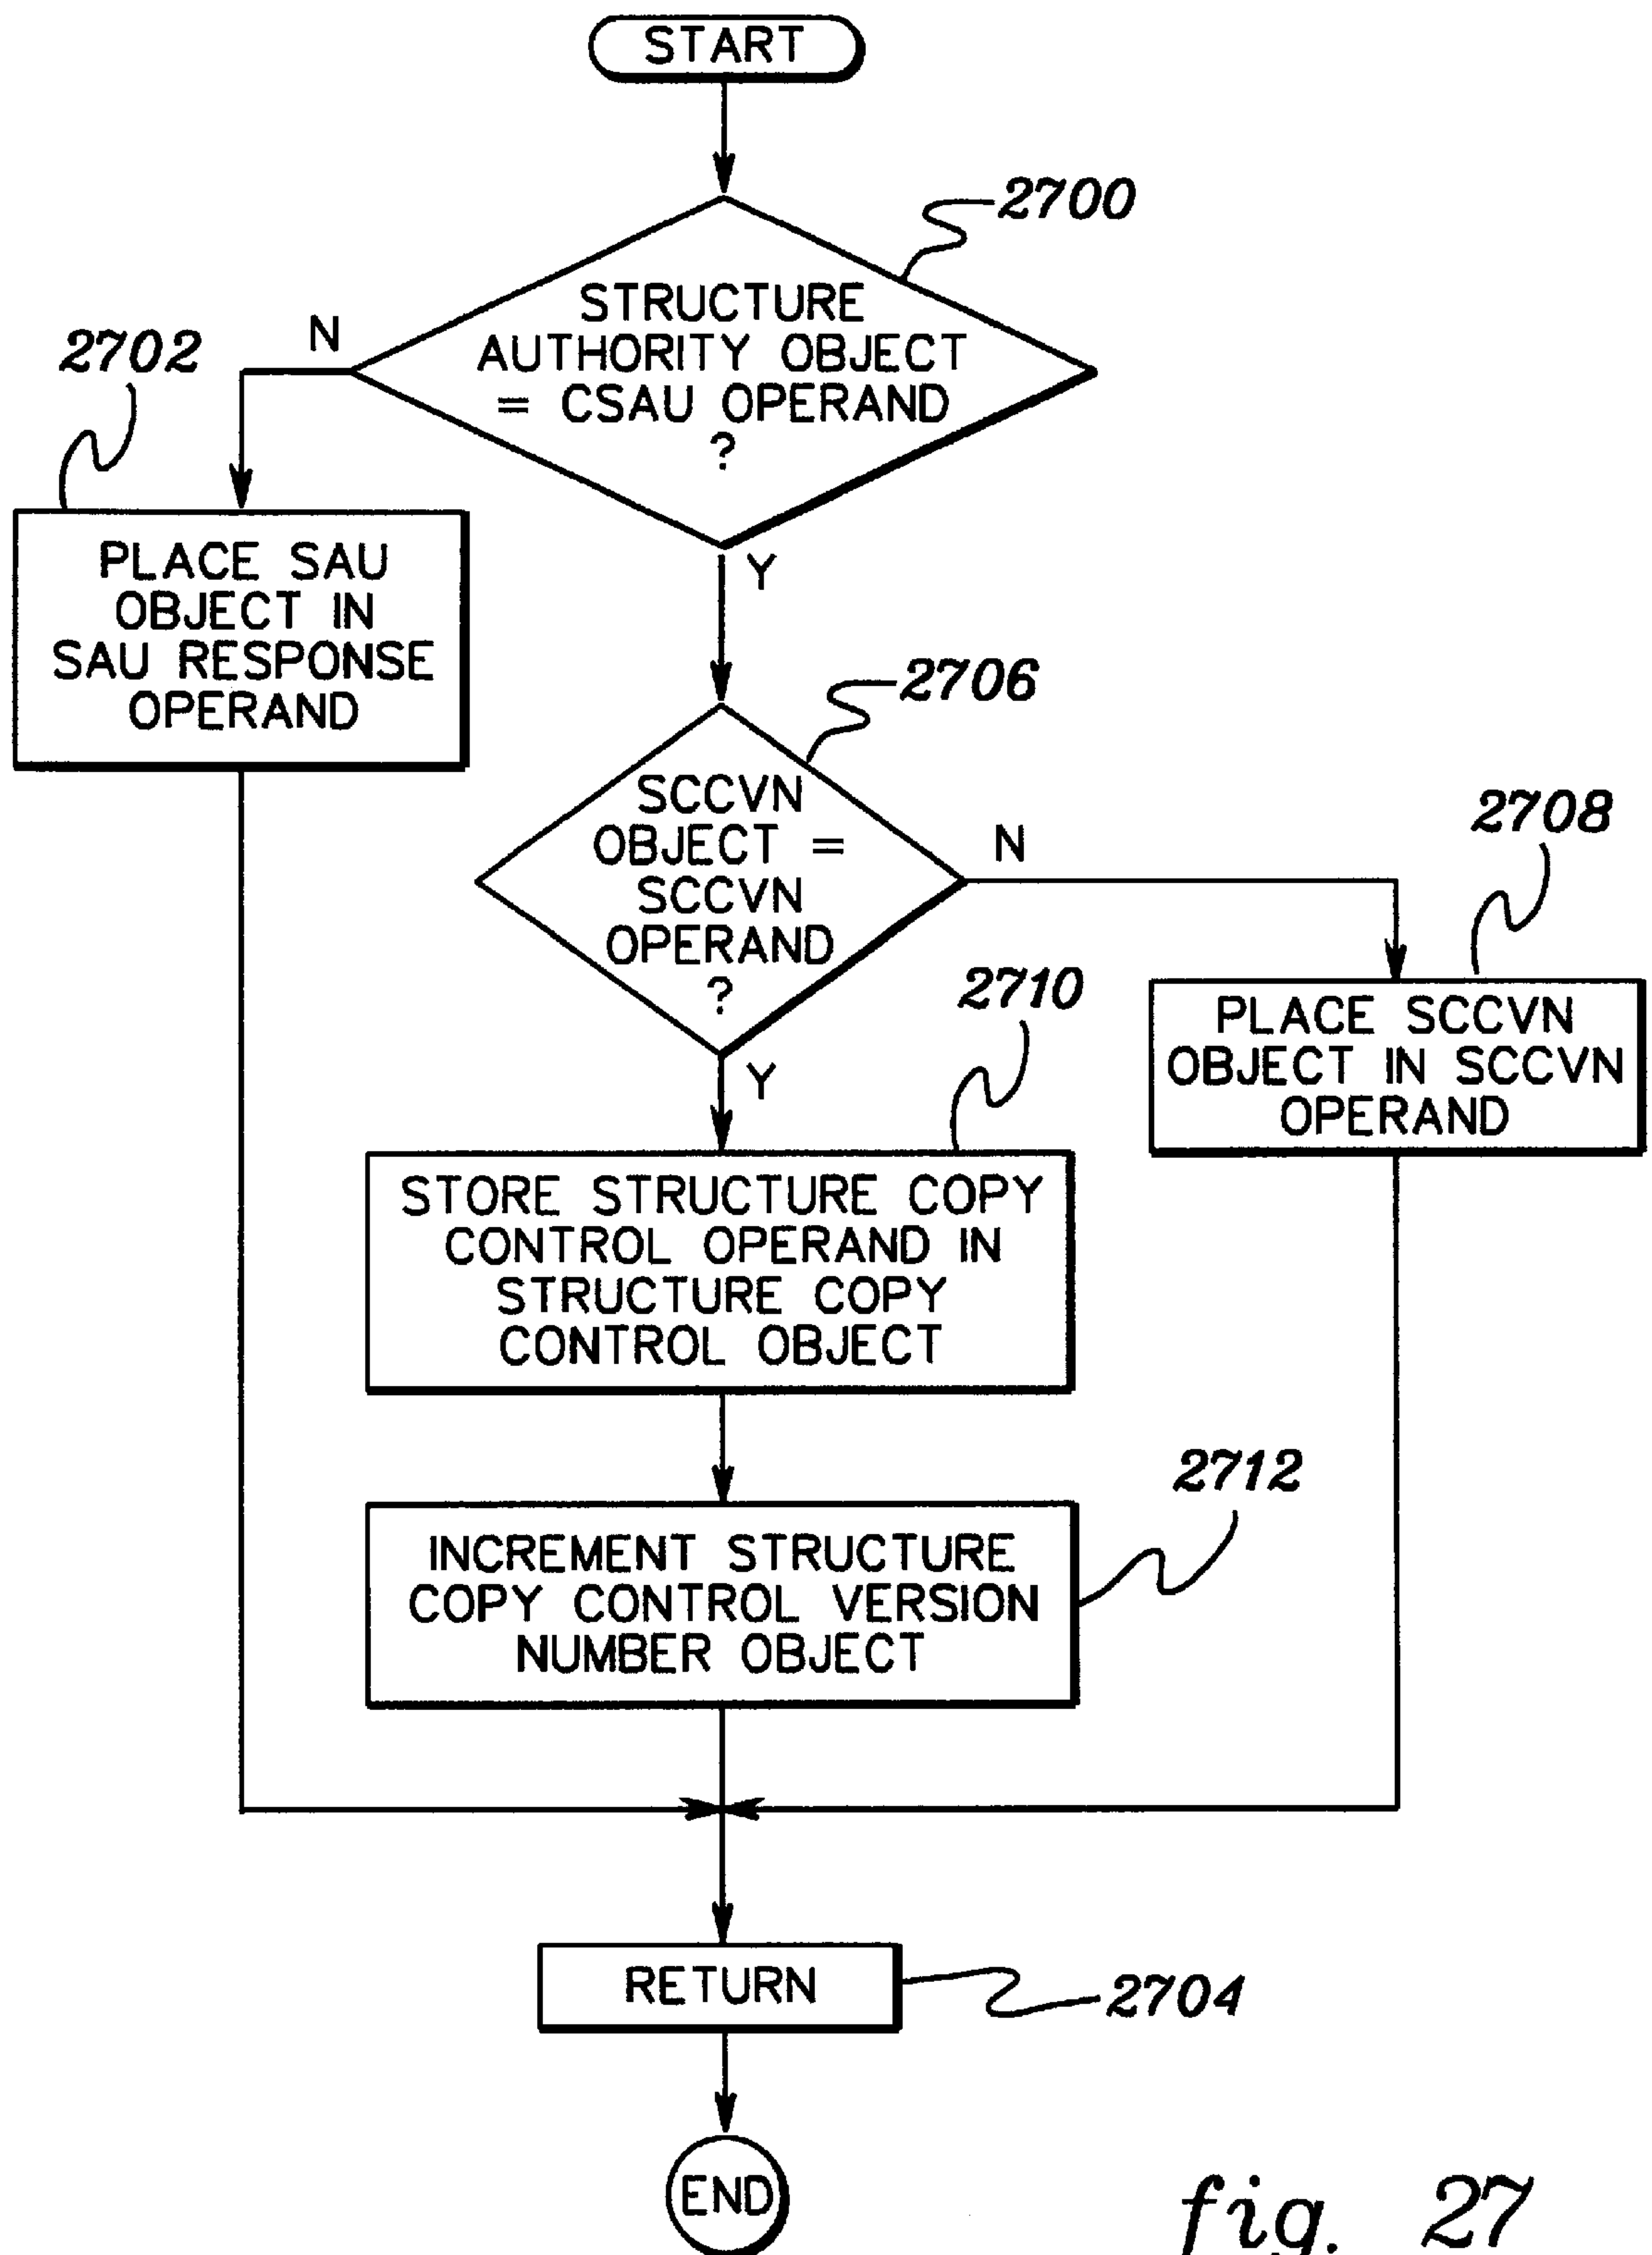 START
2700
STRUCTURE
AUTHORITY OBJECT
= CSAU OPERAND
?
N
2702
Y
PLACE SAU
OBJECT IN
SAU RESPONSE
OPERAND
2706
SCCVN
OBJECT =
SCCVN
OPERAND
?
N
2708
Y
PLACE SCCVN
OBJECT IN SCCVN
OPERAND
2710
STORE STRUCTURE COPY
CONTROL OPERAND IN
STRUCTURE COPY
CONTROL OBJECT
2712
INCREMENT STRUCTURE
COPY CONTROL VERSION
NUMBER OBJECT
RETURN
2704
END
fig. 27